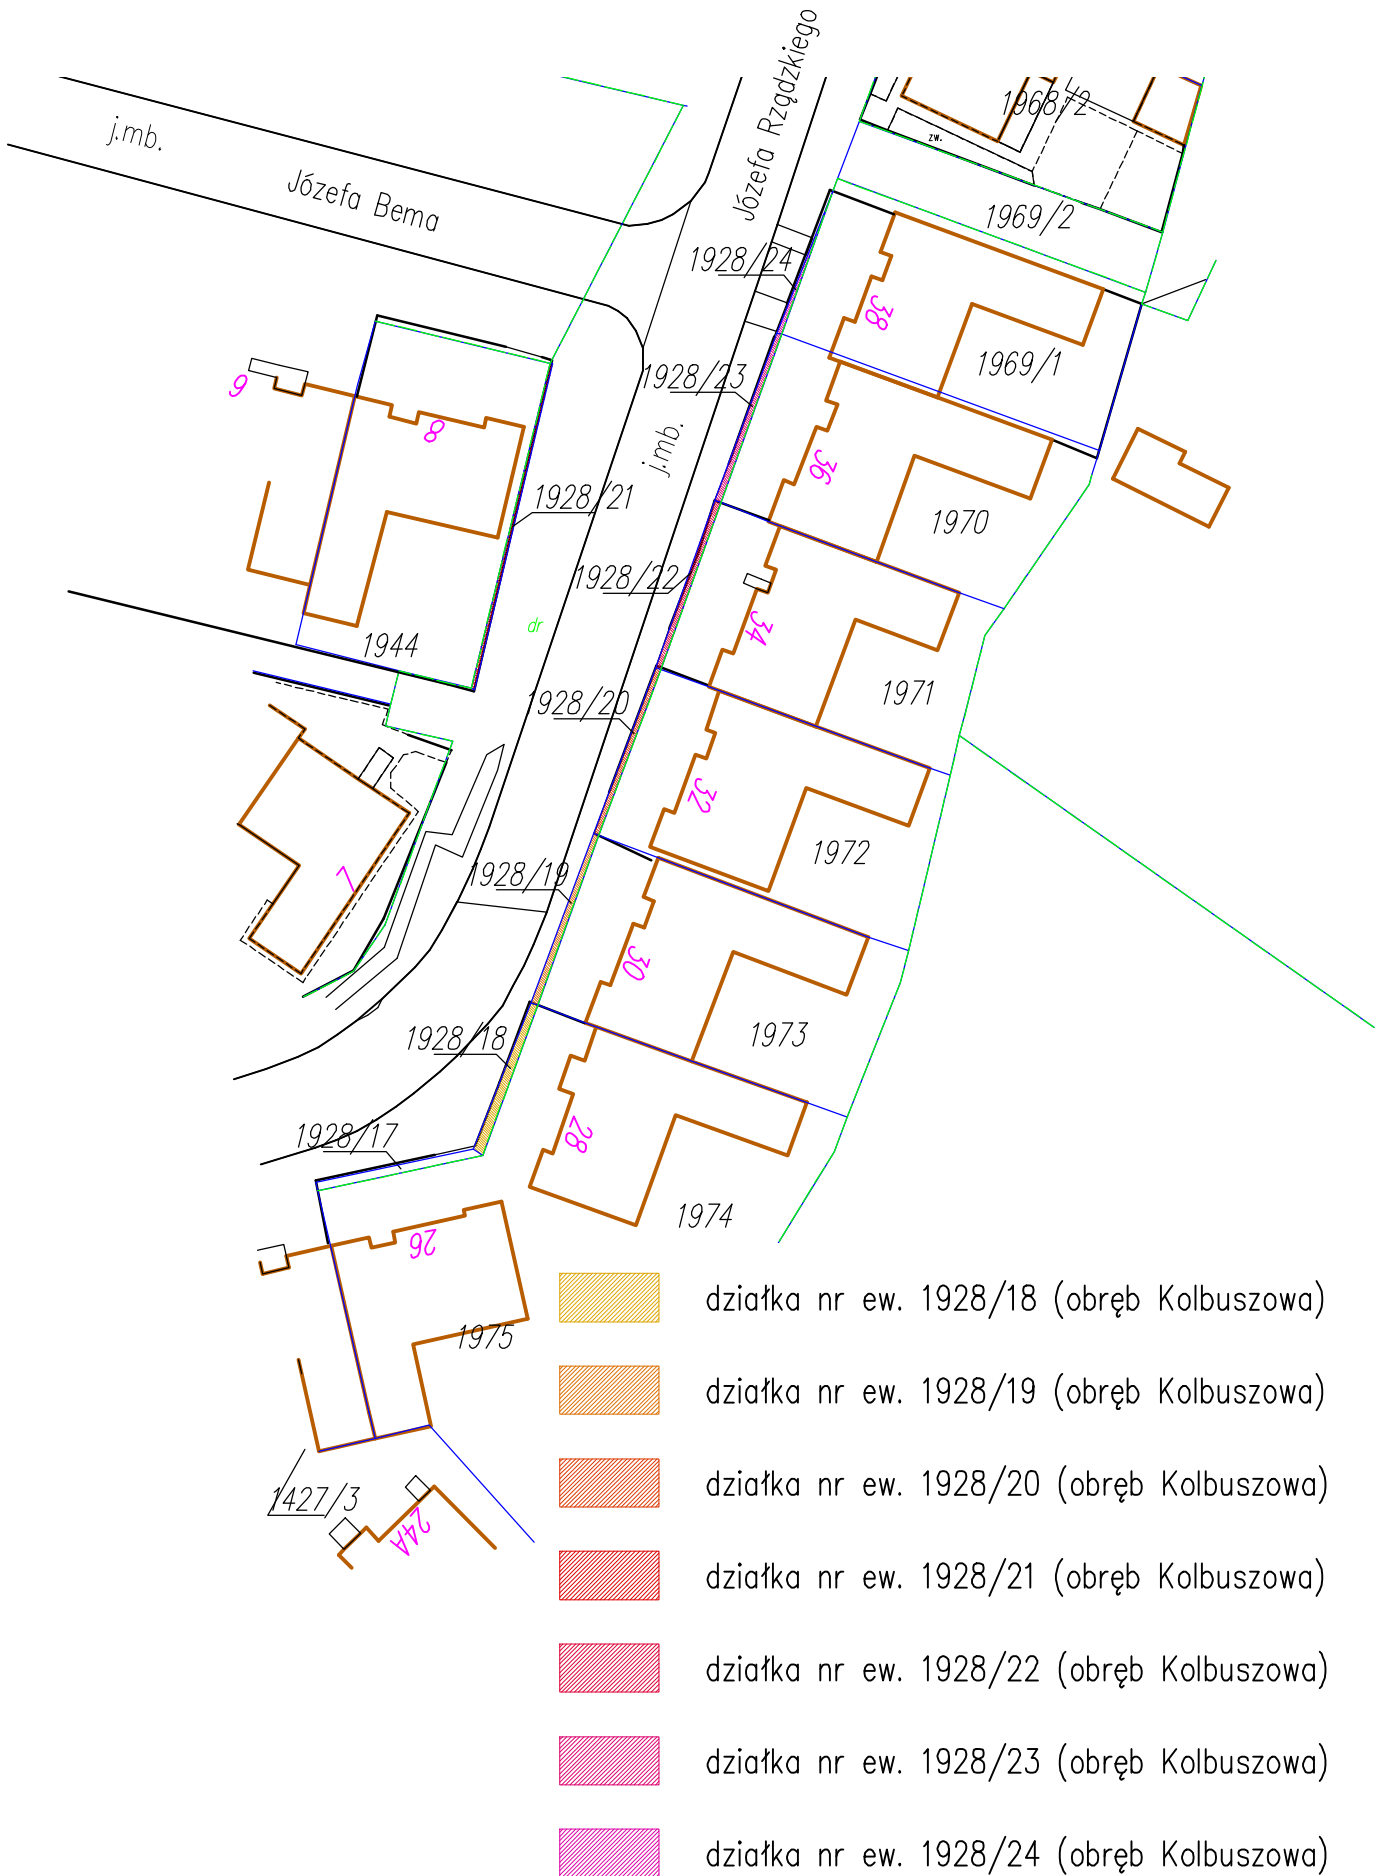 Józefa Rządzkiego
1968/2
j.mb.
zw.
Józefa Bema
1969/2
1928/24
38
1969/1
1928/23
6
8
j.mb.
36
1928/21
1970
1928/22
34
dr
1944
1971
1928/20
32
1972
7
1928/19
30
1973
1928/18
28
1928/17
1974
26
1975
1427/3
24A
działka nr ew. 1928/18 (obręb Kolbuszowa)
działka nr ew. 1928/19 (obręb Kolbuszowa)
działka nr ew. 1928/20 (obręb Kolbuszowa)
działka nr ew. 1928/21 (obręb Kolbuszowa)
działka nr ew. 1928/22 (obręb Kolbuszowa)
działka nr ew. 1928/23 (obręb Kolbuszowa)
działka nr ew. 1928/24 (obręb Kolbuszowa)